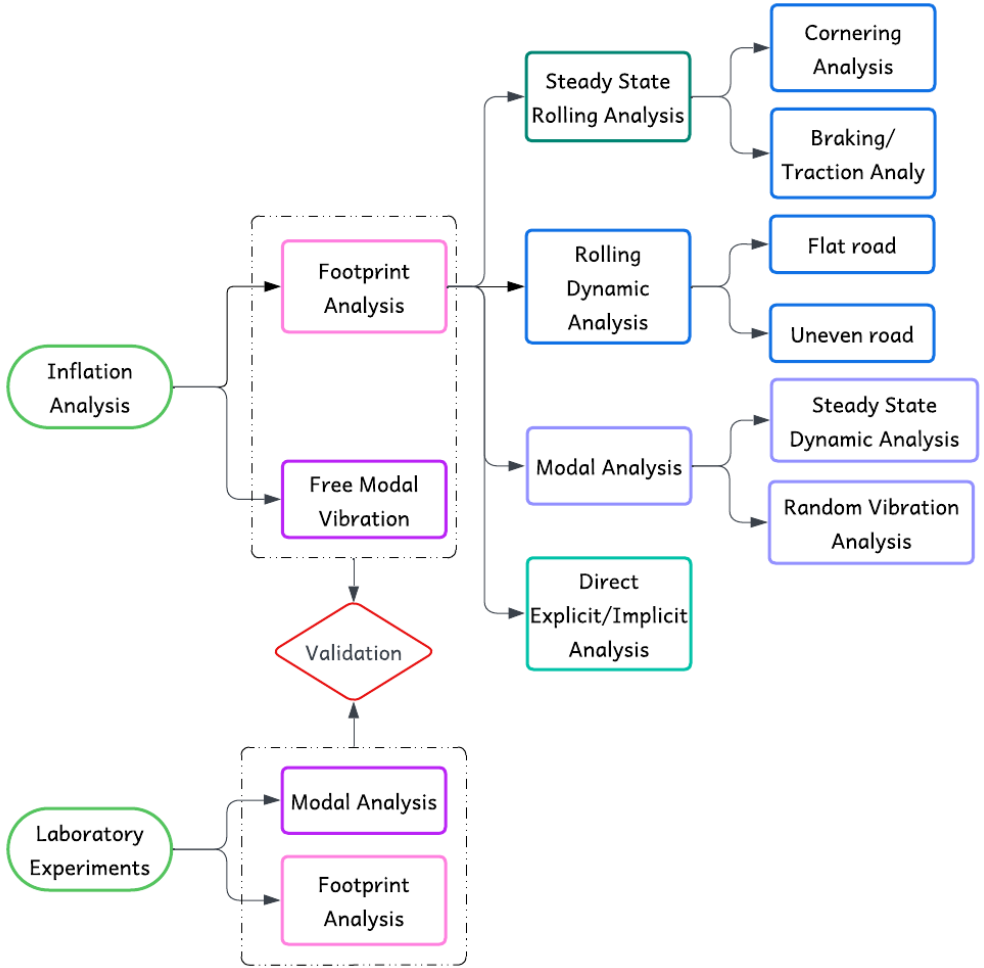 Cornering
Analysis
Steady State
Rolling Analysis
Braking/
Traction Analy
Footprint
Analysis
Rolling
Dynamic
Analysis
Flat road
Uneven road
Inflation
Analysis
Free Modal
Vibration
Modal Analysis
Steady State
Dynamic Analysis
Random Vibration
Analysis
Direct
Explicit/Implicit
Analysis
Validation
Laboratory
Experiments
Modal Analysis
Footprint
Analysis